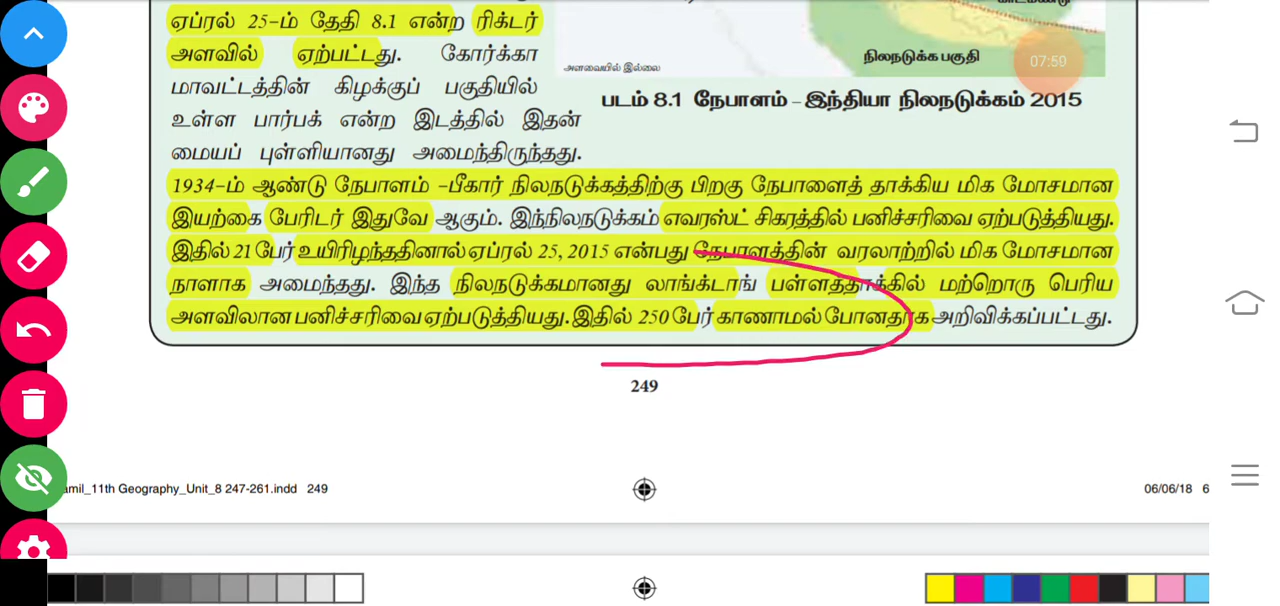 ஏப்ரல் 25-ம் தேதி 8.1 என்ற ரிக்டர்
அளவில் ஏற்பட்டது. கோர்க்கா
மாவட்டத்தின் கிழக்குப் பகுதியில்
உள்ள பார்பக் என்ற இடத்தில் இதன்
மையப் புள்ளியானது அமைந்திருந்தது.
நிலநடுக்க பகுதி
07:59
அளவையில் இல்லை
படம் 8.1 நேபாளம் – இந்தியா நிலநடுக்கம் 2015
1934-ம் ஆண்டு நேபாளம் -பீகார் நிலநடுக்கத்திற்கு பிறகு நேபாளைத் தாக்கிய மிக மோசமான
இயற்கை பேரிடர் இதுவே ஆகும். இந்நிலநடுக்கம் எவரஸ்ட் சிகரத்தில் பனிச்சரிவை ஏற்படுத்தியது.
இதில் 21 பேர் உயிரிழந்ததினால் ஏப்ரல் 25, 2015 என்பது நேபாளத்தின் வரலாற்றில் மிக மோசமான
நாளாக அமைந்தது. இந்த நிலநடுக்கமானது லாங்க்டாங் பள்ளத்தாக்கில் மற்றொரு பெரிய
அளவிலான பனிச்சரிவை ஏற்படுத்தியது. இதில் 250 பேர் காணாமல் போனதாக அறிவிக்கப்பட்டது.
249
amil_11th Geography_Unit_8 247-261.indd 249
06/06/18 6